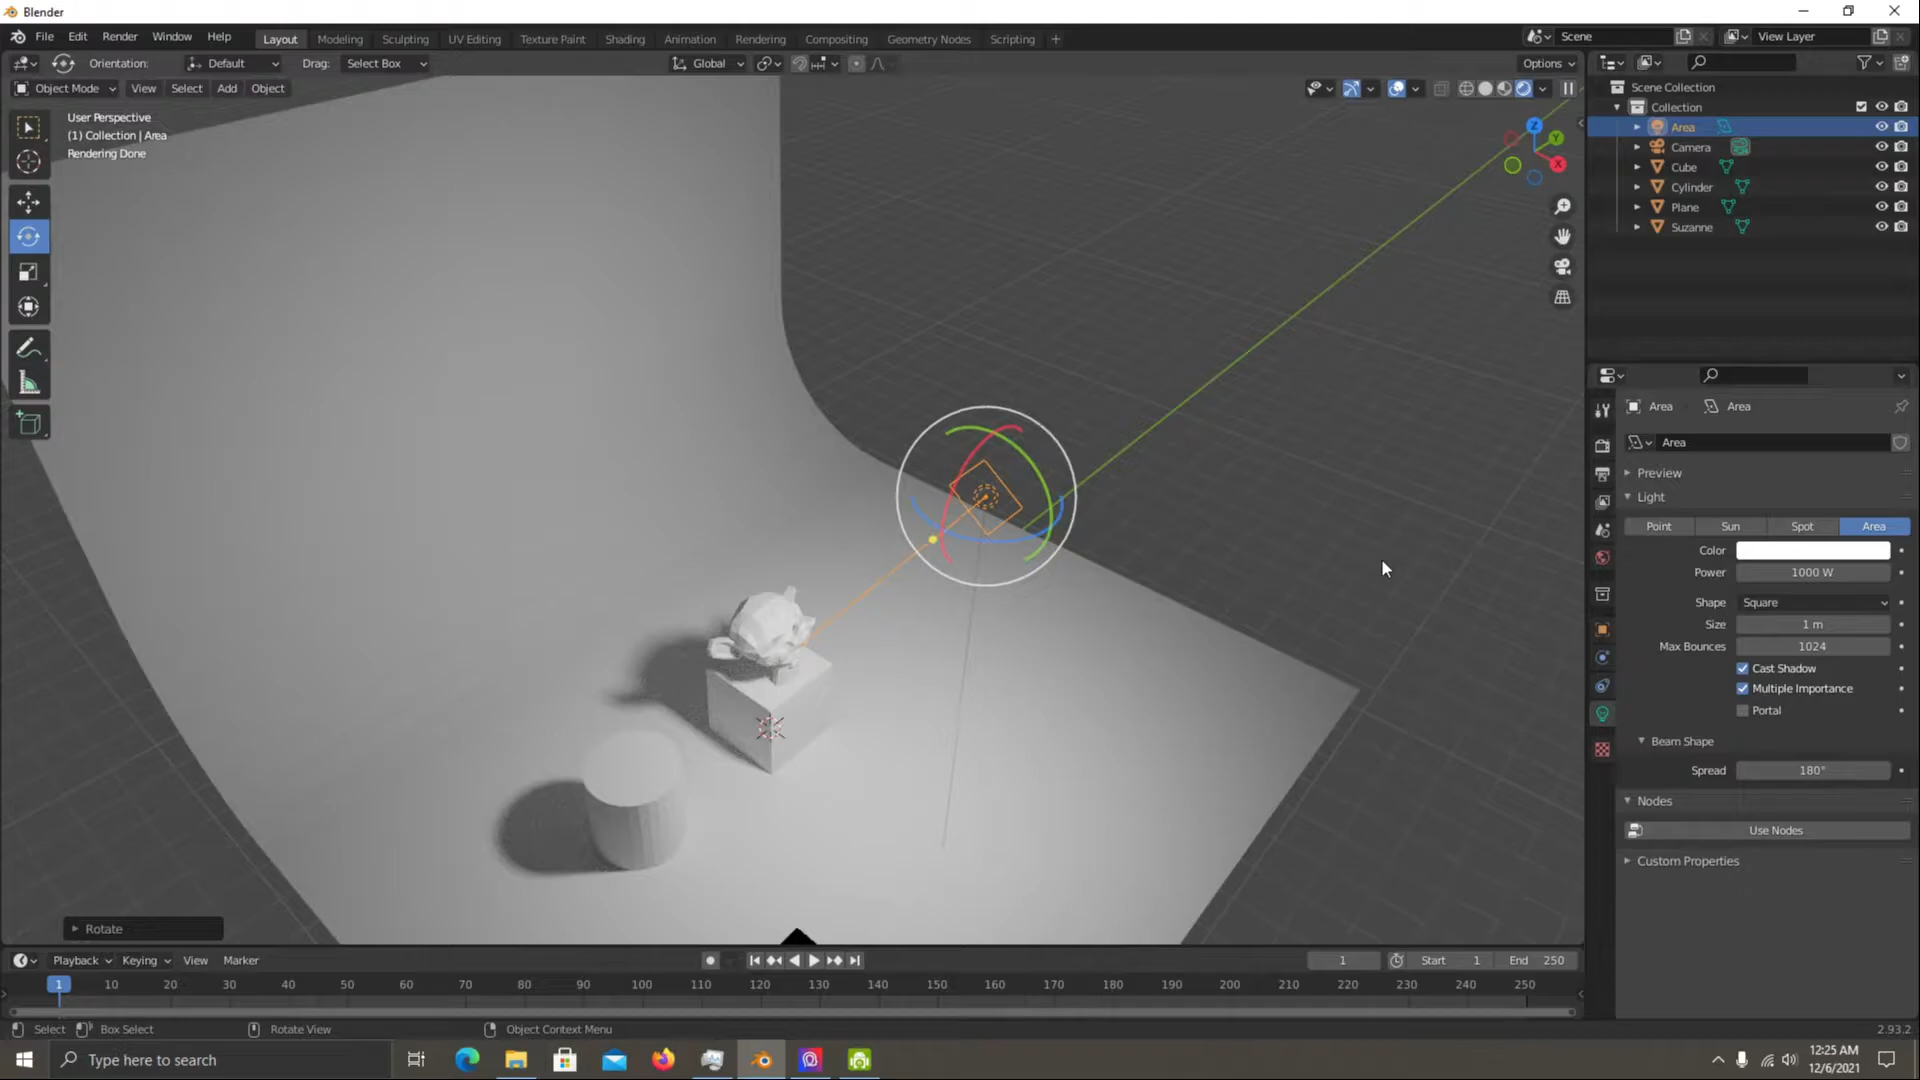 Blender
File Edit Render Window Help
Layout Modeling Sculpting UV Editing Texture Paint Shading Animation Rendering Compositing Geometry Nodes Scripting +
Scene
View Layer
Orientation: Default Drag: Select Box
Global
Options
Object Mode View Select Add Object
User Perspective
(1) Collection | Area
Rendering Done
Z
Y
X
Scene Collection
Collection
Area
Camera
Cube
Cylinder
Plane
Suzanne
Area Area
Area
Preview
Light
Point Sun Spot Area
Color
Power 1000 W
Shape Square
Size 1 m
Max Bounces 1024
Cast Shadow
Multiple Importance
Portal
Beam Shape
Spread 180°
Nodes
Use Nodes
Custom Properties
Rotate
Playback Keying View Marker
1 Start 1 End 250
1 10 20 30 40 50 60 70 80 90 100 110 120 130 140 150 160 170 180 190 200 210 220 230 240 250
Select Box Select Rotate View Object Context Menu
2.93.2
Type here to search
12:25 AM
12/6/2021